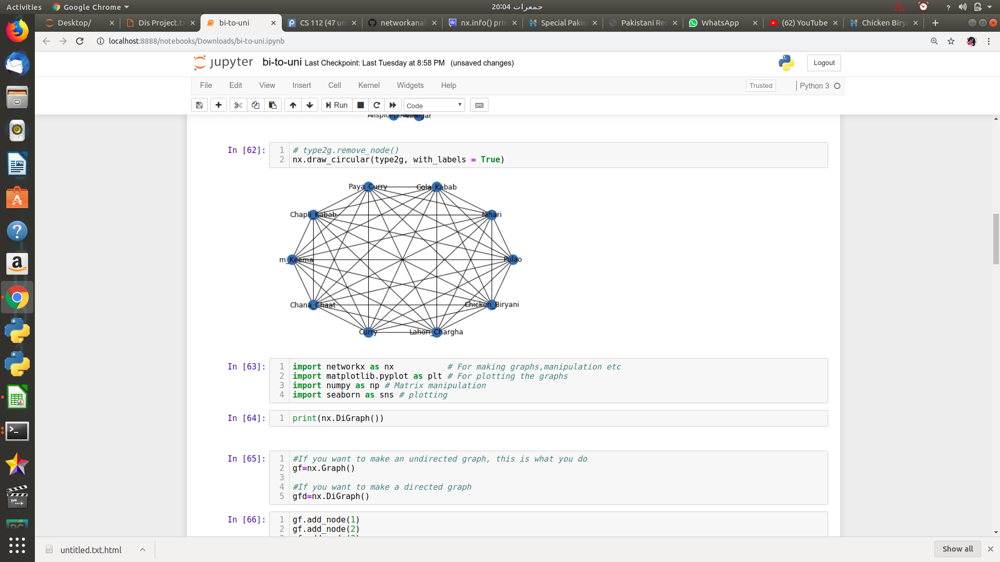 Activities Google Chrome جمعرات 20:04 ?
Desktop/ × Dis Project.tx × bi-to-uni × CS 112 (47 un × networkanal × nx.info() prin × Special Pakis × Pakistani Rec × WhatsApp × (62) YouTube × Chicken Birya × +
localhost:8888/notebooks/Downloads/bi-to-uni.ipynb
jupyter bi-to-uni Last Checkpoint: Last Tuesday at 8:58 PM (unsaved changes) Logout
File Edit View Insert Cell Kernel Widgets Help Trusted Python 3
Run Code
In [62]:
1 # type2g.remove_node()
2 nx.draw_circular(type2g, with_labels = True)
Paya_Curry Gola_Kabab
Chapli_Kabab Nihari
m_Keema Pulao
Chana_Chaat Chicken_Biryani
Curry Lahori_Chargha
In [63]:
1 import networkx as nx # For making graphs,manipulation etc
2 import matplotlib.pyplot as plt # For plotting the graphs
3 import numpy as np # Matrix manipulation
4 import seaborn as sns # plotting
In [64]:
1 print(nx.DiGraph())
In [65]:
1 #If you want to make an undirected graph, this is what you do
2 gf=nx.Graph()
3
4 #If you want to make a directed graph
5 gfd=nx.DiGraph()
In [66]:
1 gf.add_node(1)
2 gf.add_node(2)
untitled.txt.html Show all